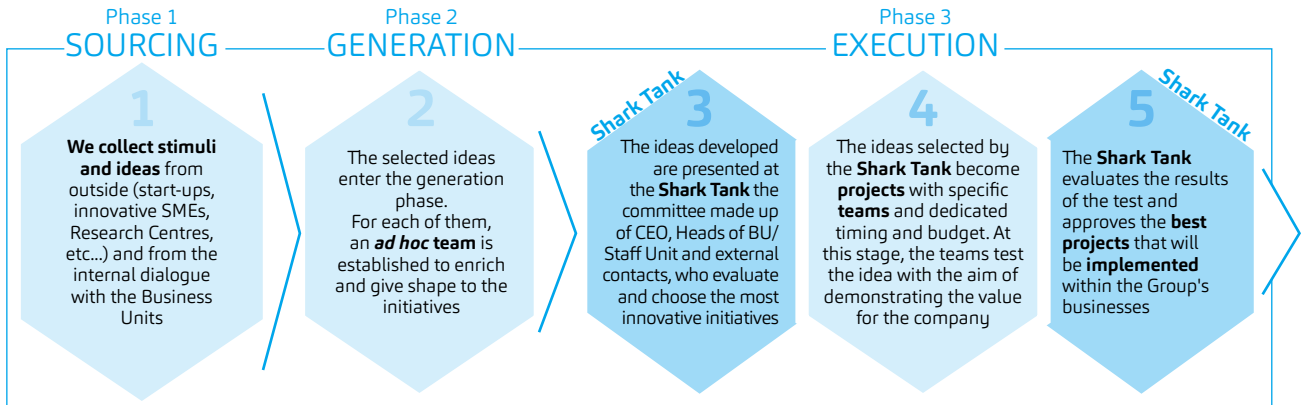 Phase 1
SOURCING
Phase 2
GENERATION
Phase 3
EXECUTION
1
We collect stimuli
and ideas from
outside (start-ups,
innovative SMEs,
Research Centres,
etc...) and from the
internal dialogue
with the Business
Units
2
The selected ideas
enter the generation
phase.
For each of them,
an ad hoc team is
established to enrich
and give shape to the
initiatives
Shark Tank
3
The ideas developed
are presented at
the Shark Tank the
committee made up
of CEO, Heads of BU/
Staff Unit and external
contacts, who evaluate
and choose the most
innovative initiatives
4
The ideas selected by
the Shark Tank become
projects with specific
teams and dedicated
timing and budget. At
this stage, the teams test
the idea with the aim of
demonstrating the value
for the company
Shark Tank
5
The Shark Tank
evaluates the results
of the test and
approves the best
projects that will
be implemented
within the Group's
businesses